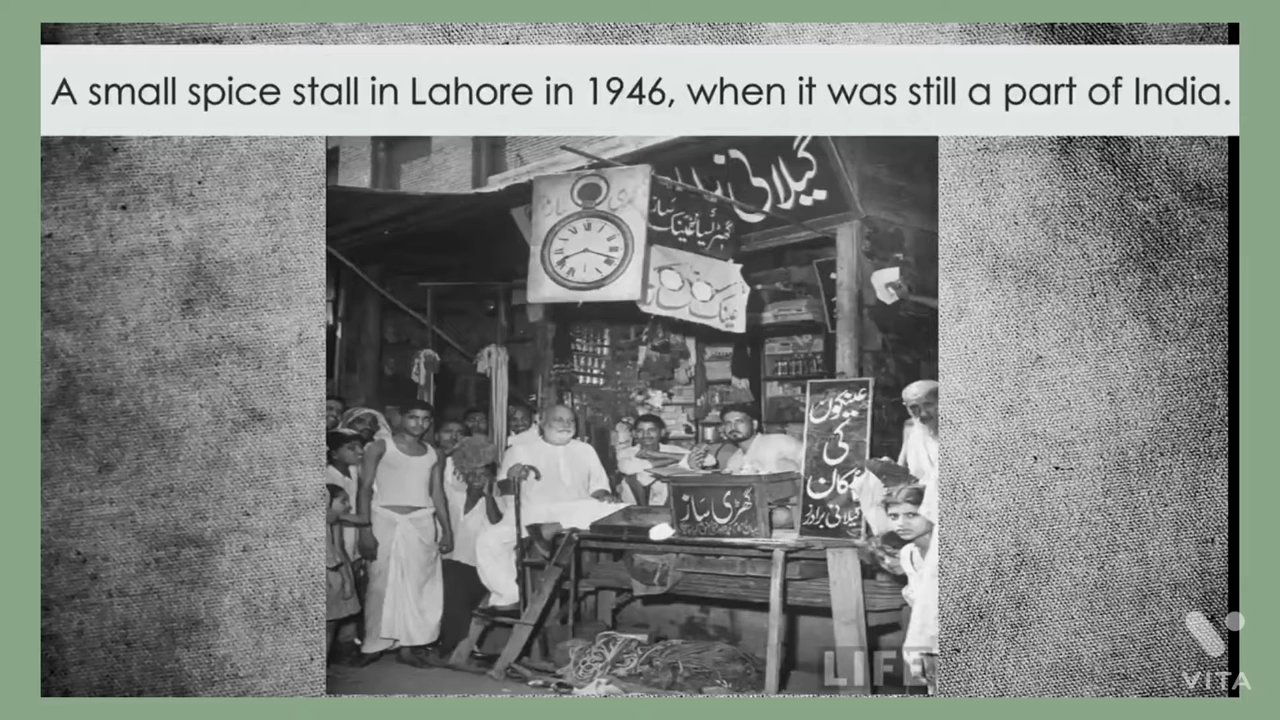 A small spice stall in Lahore in 1946, when it was still a part of India.
گیلانی
گھڑیساز
عینک ساز
گھڑی ساز
عینکوں
کی
دکان
گیلانی برادرز
LIFE
VITA